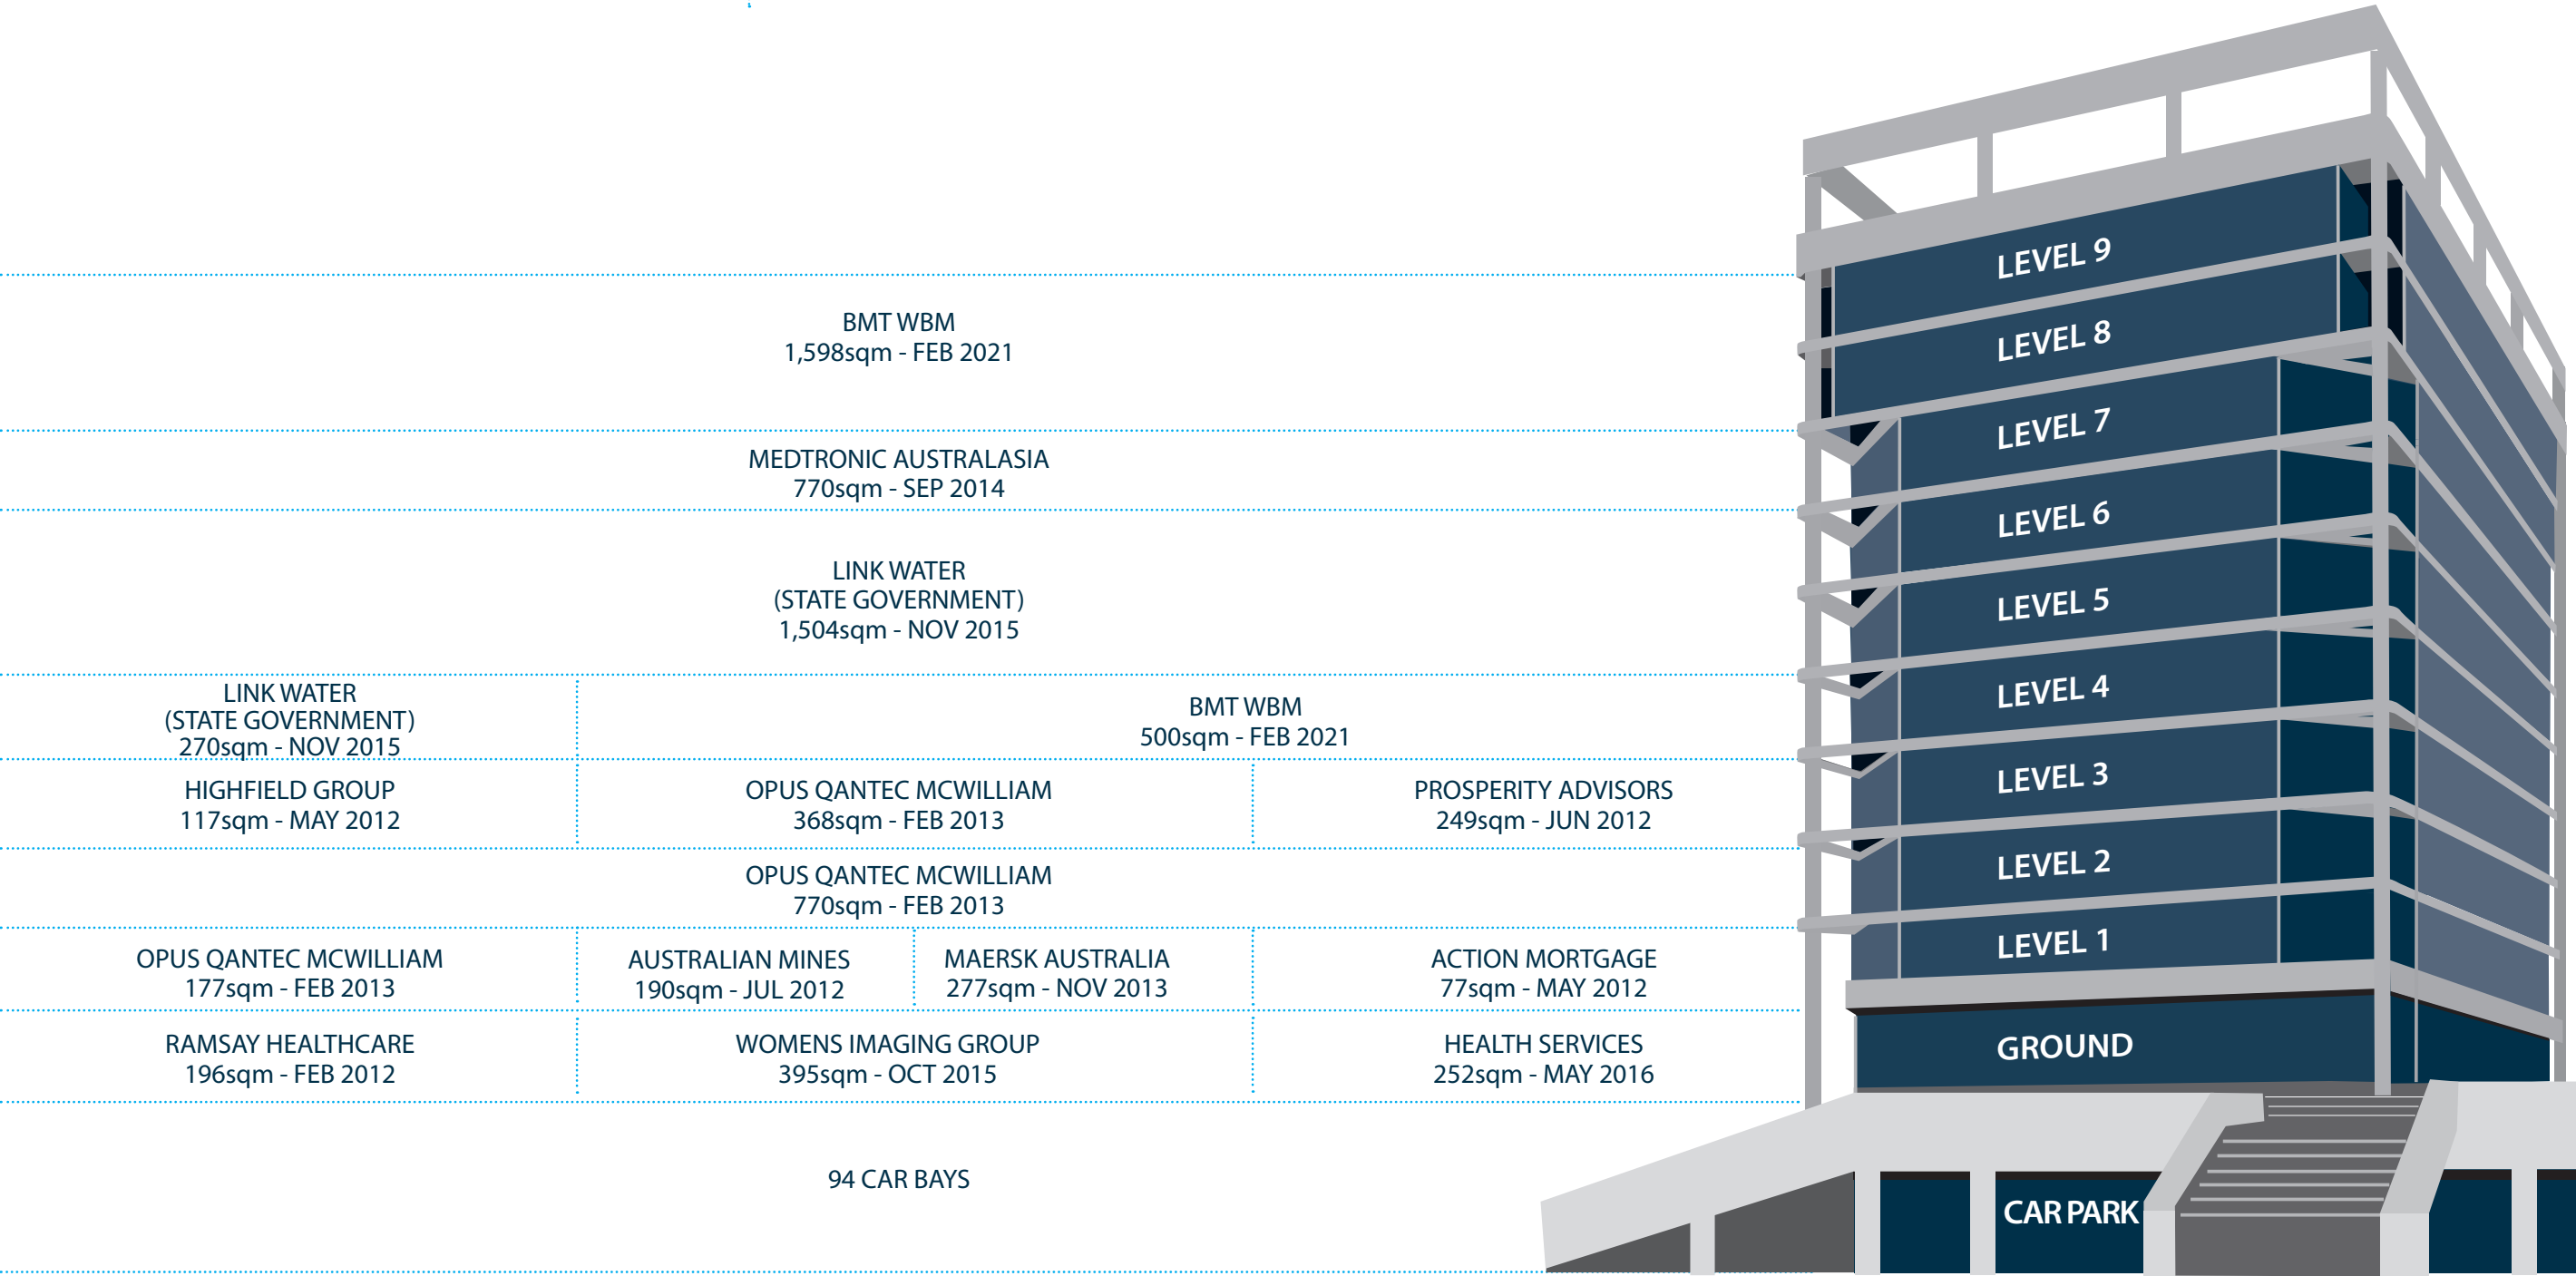 LEVEL 9
BMT WBM
1,598sqm - FEB 2021
LEVEL 8
MEDTRONIC AUSTRALASIA
770sqm - SEP 2014
LEVEL 7
LINK WATER
(STATE GOVERNMENT)
1,504sqm - NOV 2015
LEVEL 6
LEVEL 5
LINK WATER
(STATE GOVERNMENT)
270sqm - NOV 2015
BMT WBM
500sqm - FEB 2021
LEVEL 4
HIGHFIELD GROUP
117sqm - MAY 2012
OPUS QANTEC MCWILLIAM
368sqm - FEB 2013
PROSPERITY ADVISORS
249sqm - JUN 2012
LEVEL 3
OPUS QANTEC MCWILLIAM
770sqm - FEB 2013
LEVEL 2
OPUS QANTEC MCWILLIAM
177sqm - FEB 2013
AUSTRALIAN MINES
190sqm - JUL 2012
MAERSK AUSTRALIA
277sqm - NOV 2013
ACTION MORTGAGE
77sqm - MAY 2012
LEVEL 1
RAMSAY HEALTHCARE
196sqm - FEB 2012
WOMENS IMAGING GROUP
395sqm - OCT 2015
HEALTH SERVICES
252sqm - MAY 2016
GROUND
94 CAR BAYS
CAR PARK